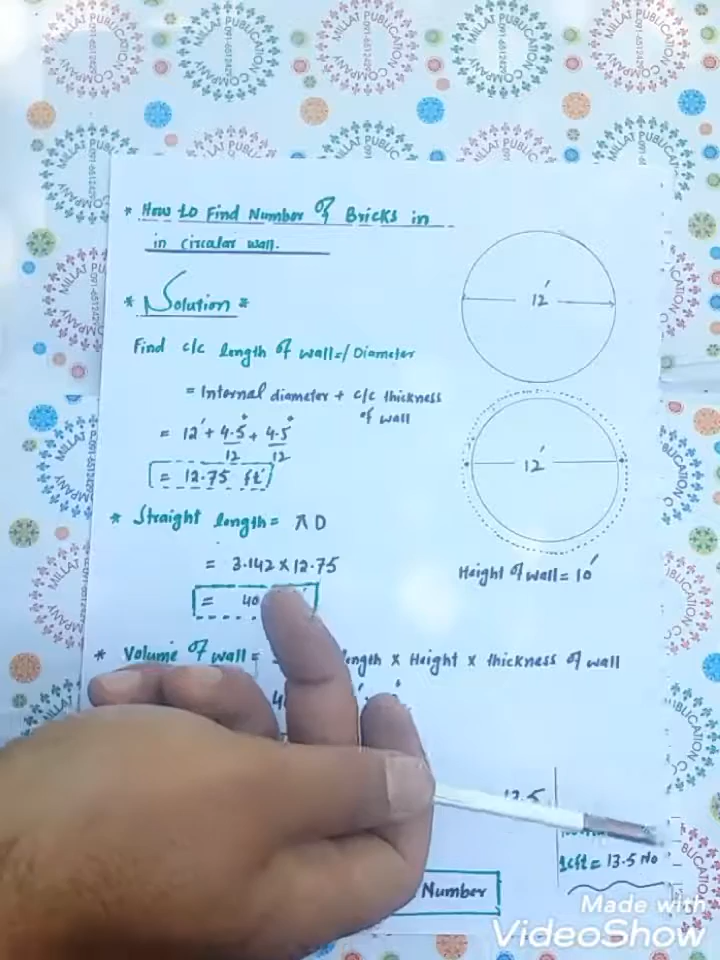 * How to Find Number of Bricks in
in circular wall.
* Solution *
Find c/c length of wall=/Diameter
= Internal diameter + c/c thickness
of wall
= 12' + 4.5" + 4.5"
12 12
= 12.75 ft'
* Straight length = πD
= 3.142 × 12.75
= 40
* Volume of wall = length × Height × thickness of wall
12'
12'
Height of wall = 10'
13.5
1cft = 13.5 No
Number
Made with
VideoShow
MILLAT PUBLICATION
COMPANY